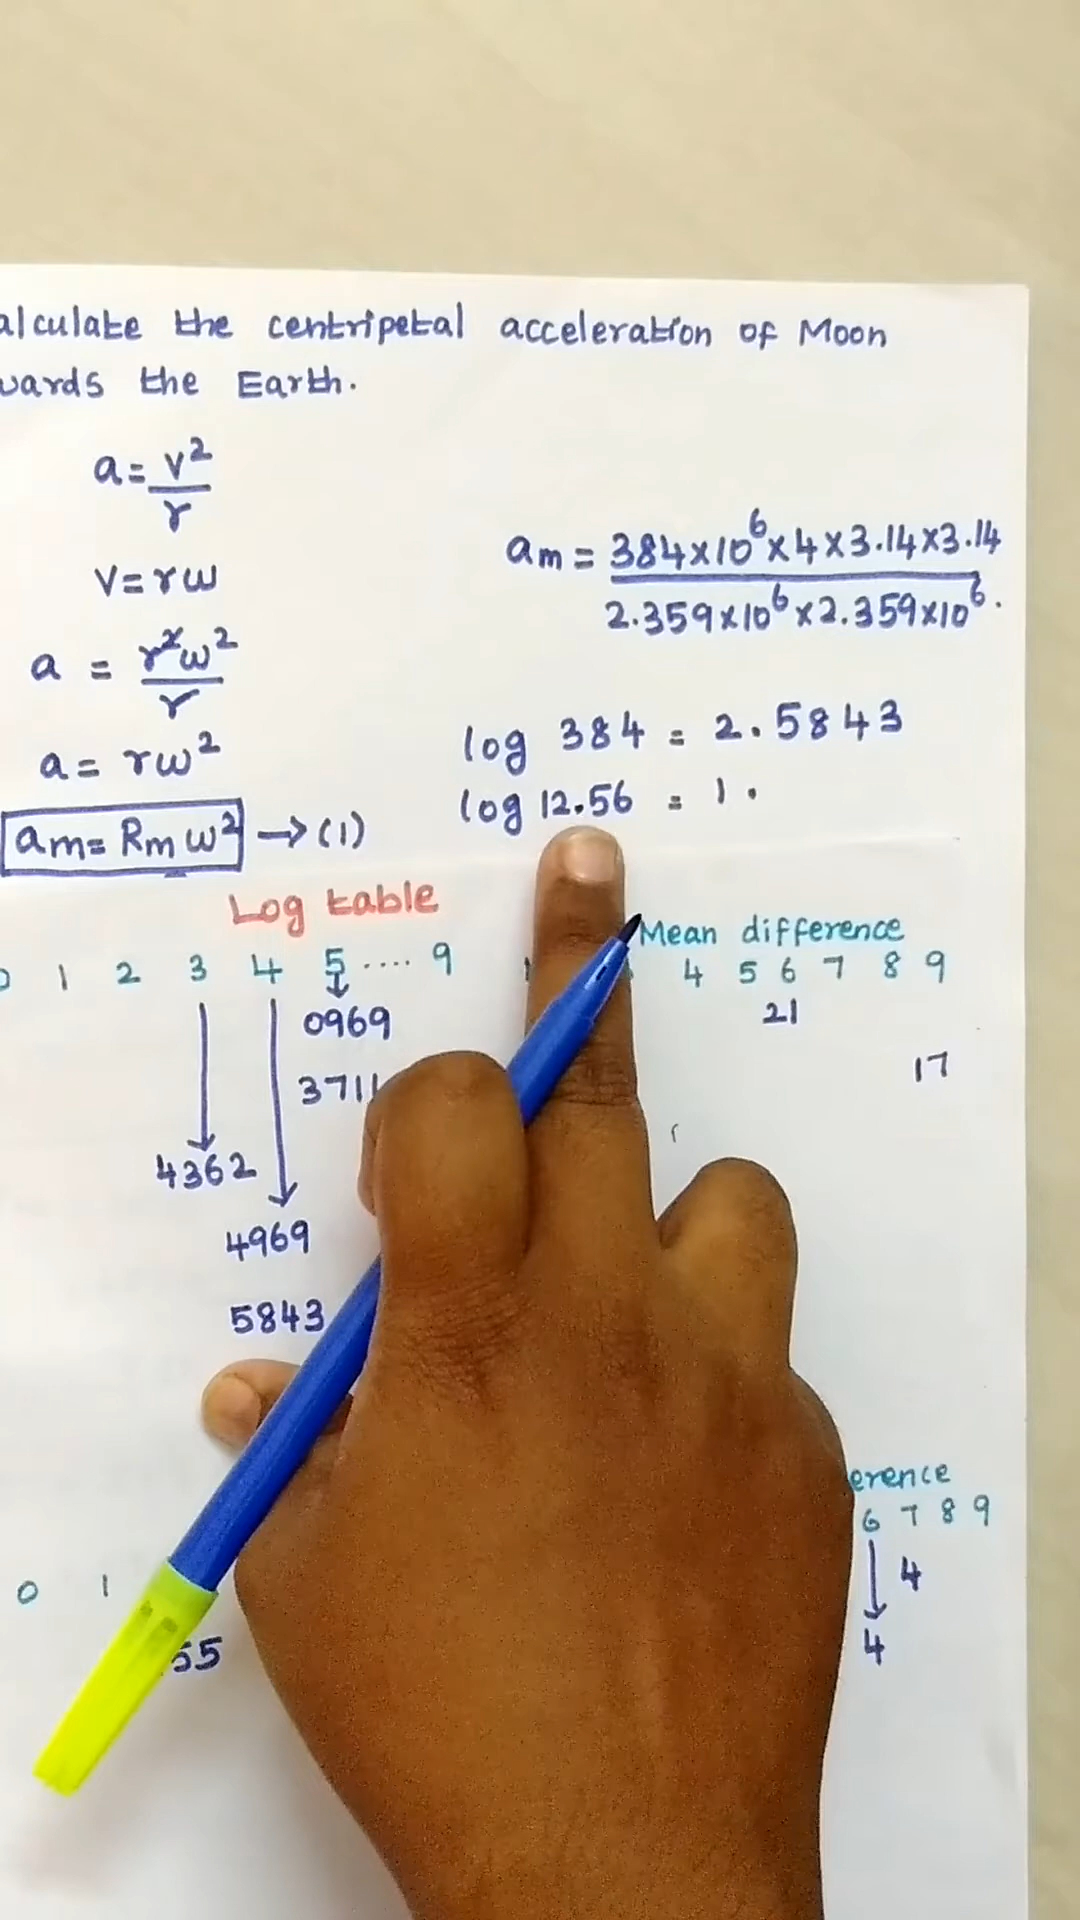 alculate the centripetal acceleration of Moon
wards the Earth.
a = v²/r
v = rω
a = r²ω²/r
a = rω²
am = Rm ω² → (1)
am = 384×10⁶×4×3.14×3.14 / 2.359×10⁶×2.359×10⁶.
log 384 = 2.5843
log 12.56 = 1.
Log table
Mean difference
0 1 2 3 4 5 .... 9
4 5 6 7 8 9
0969
21
3711
17
4362
4969
5843
erence
6 7 8 9
0 1
4
55
4